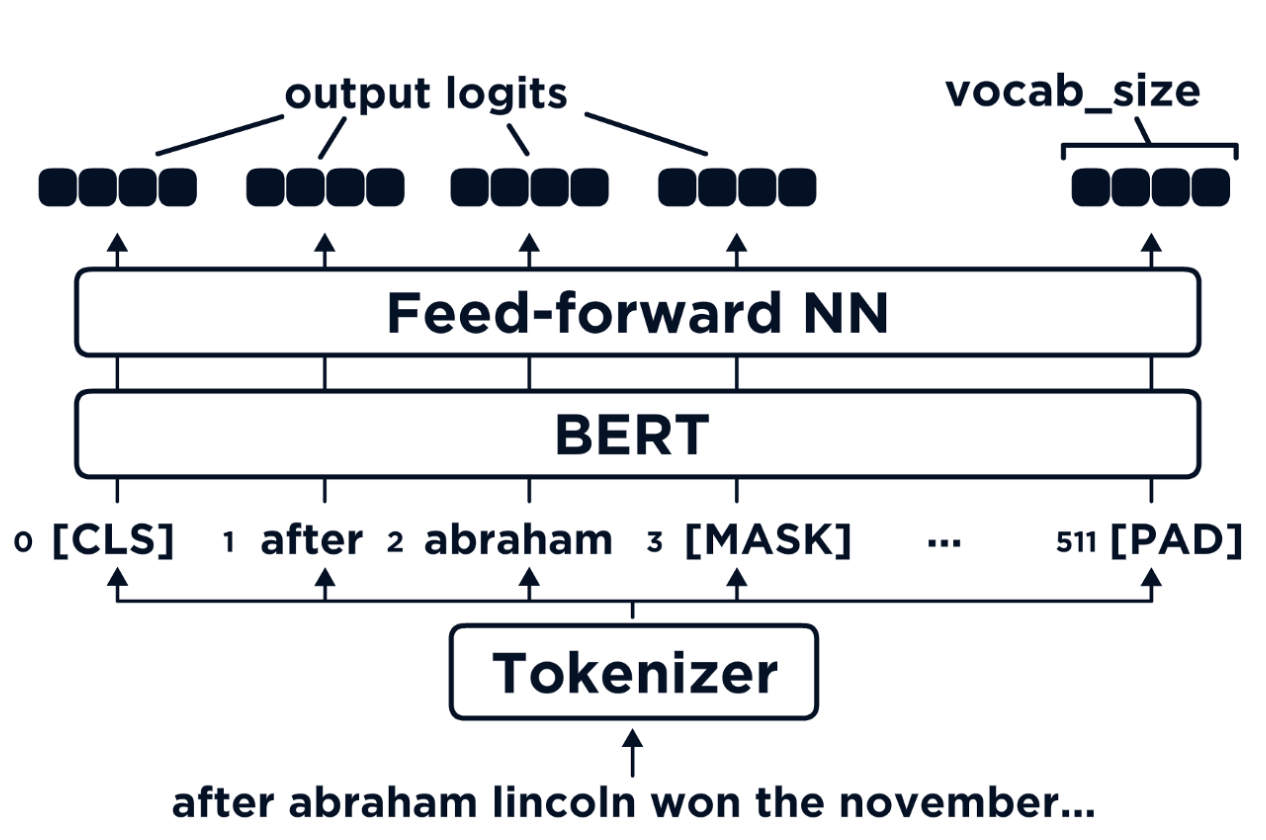 output logits
vocab_size
Feed-forward NN
BERT
0 [CLS] 1 after 2 abraham 3 [MASK] ... 511 [PAD]
Tokenizer
after abraham lincoln won the november...